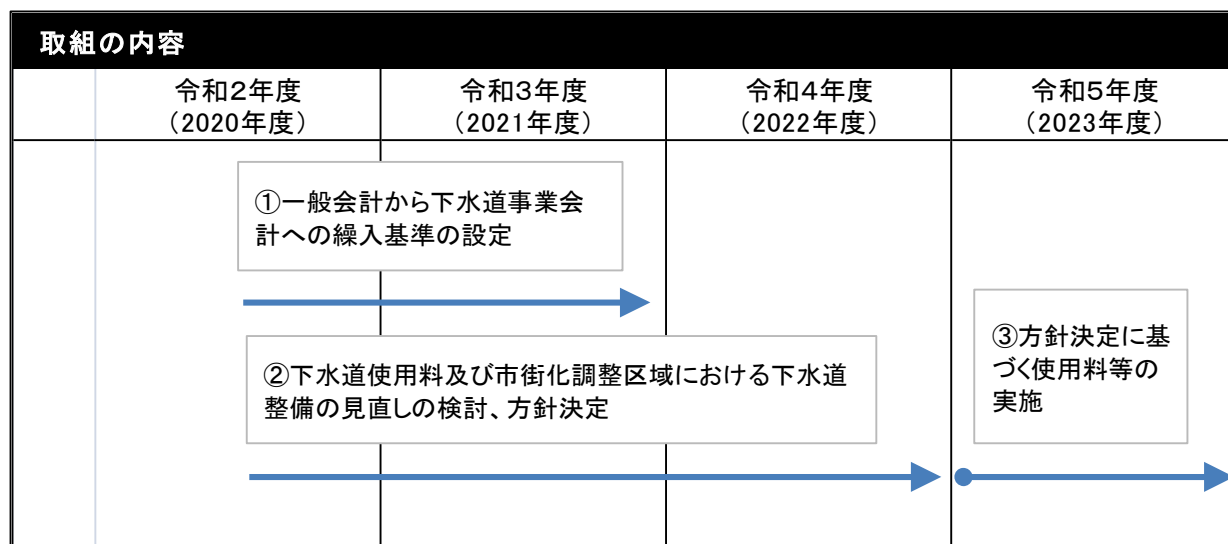 取組の内容
令和２年度
（2020年度）
令和３年度
（2021年度）
令和４年度
（2022年度）
令和５年度
（2023年度）
①一般会計から下水道事業会
計への繰入基準の設定
②下水道使用料及び市街化調整区域における下水道
整備の見直しの検討、方針決定
③方針決定に基
づく使用料等の
実施